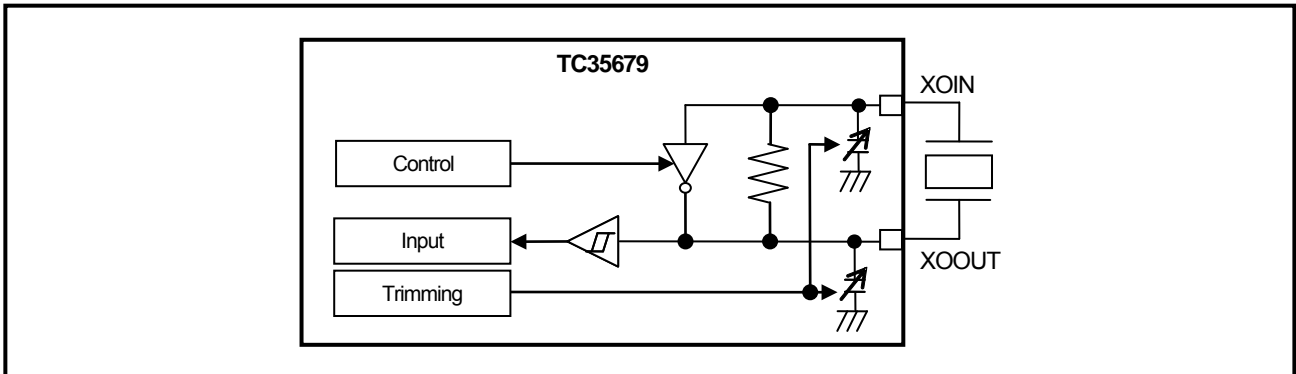 TC35679
XOIN
Control
Input
XOOUT
Trimming